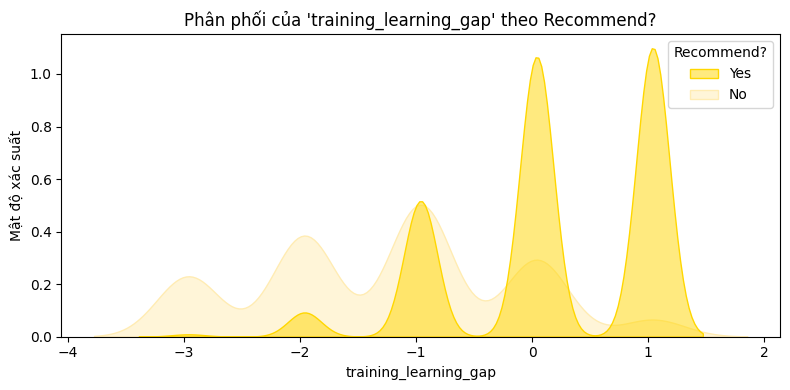 Phân phối của 'training_learning_gap' theo Recommend?
Recommend?
Yes
No
Mật độ xác suất
1.0
0.8
0.6
0.4
0.2
0.0
−4
−3
−2
−1
0
1
2
training_learning_gap